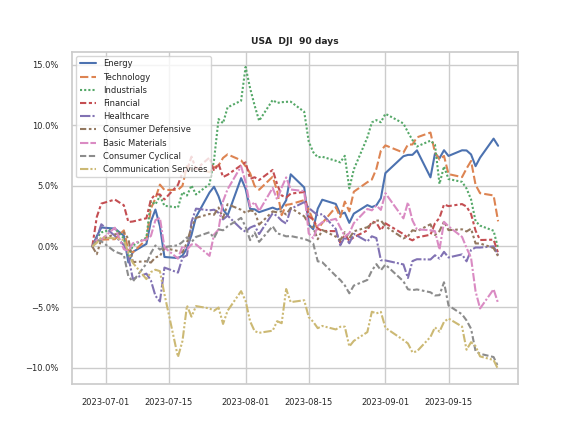 USA DJI 90 days
15.0%
10.0%
5.0%
0.0%
−5.0%
−10.0%
Energy
Technology
Industrials
Financial
Healthcare
Consumer Defensive
Basic Materials
Consumer Cyclical
Communication Services
2023-07-01 2023-07-15 2023-08-01 2023-08-15 2023-09-01 2023-09-15